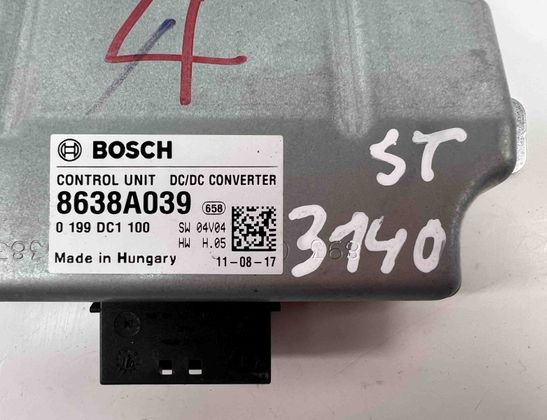 4
BOSCH
CONTROL UNIT DC/DC CONVERTER
8638A039 658
0 199 DC1 100 SW 04V04
HW H.05
Made in Hungary 11-08-17
ST
3140